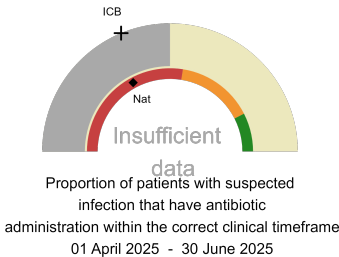 ICB
Nat
Insufficient
data
Proportion of patients with suspected
infection that have antibiotic
administration within the correct clinical timeframe
01 April 2025 - 30 June 2025